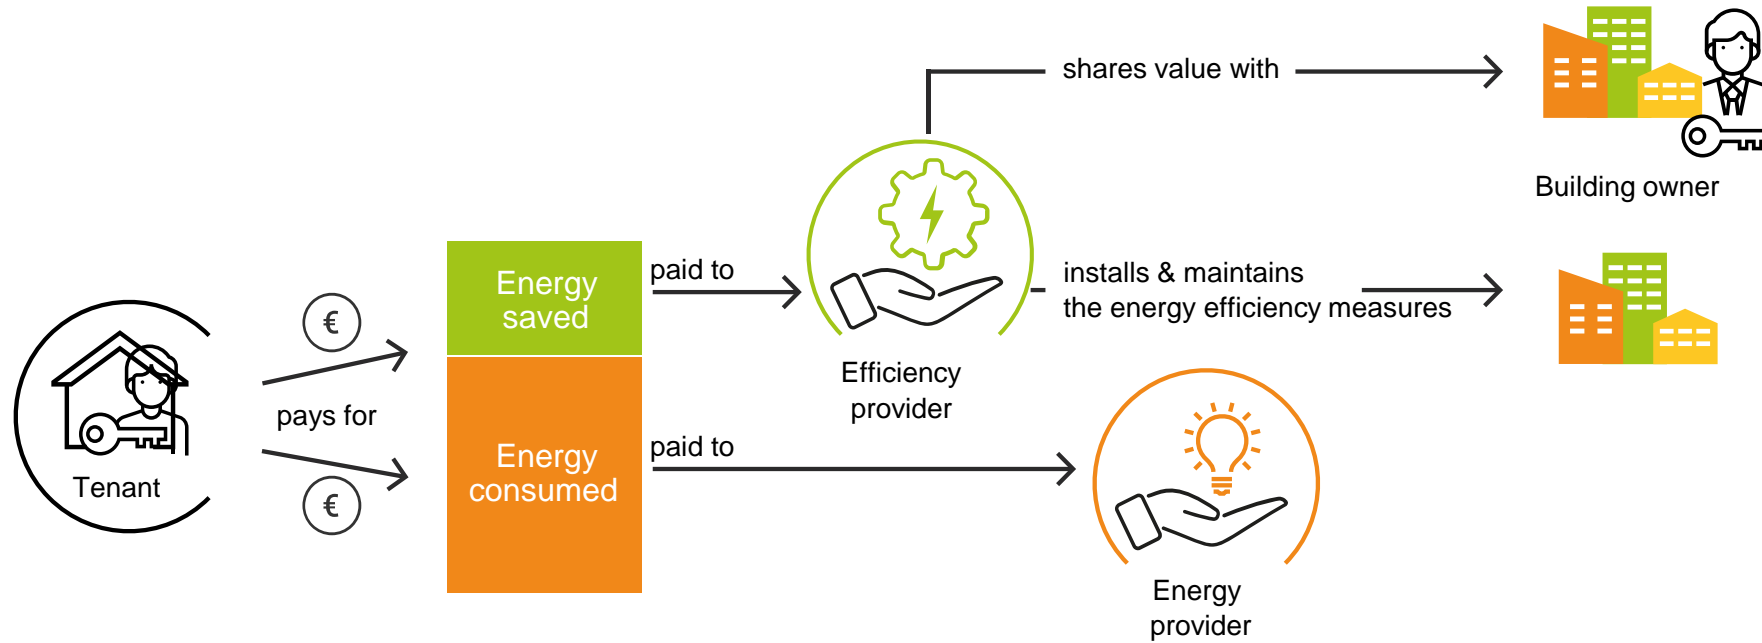 shares value with
Building owner
Energy
saved
paid to
installs & maintains
the energy efficiency measures
€
pays for
€
Tenant
Efficiency
provider
Energy
consumed
paid to
Energy
provider